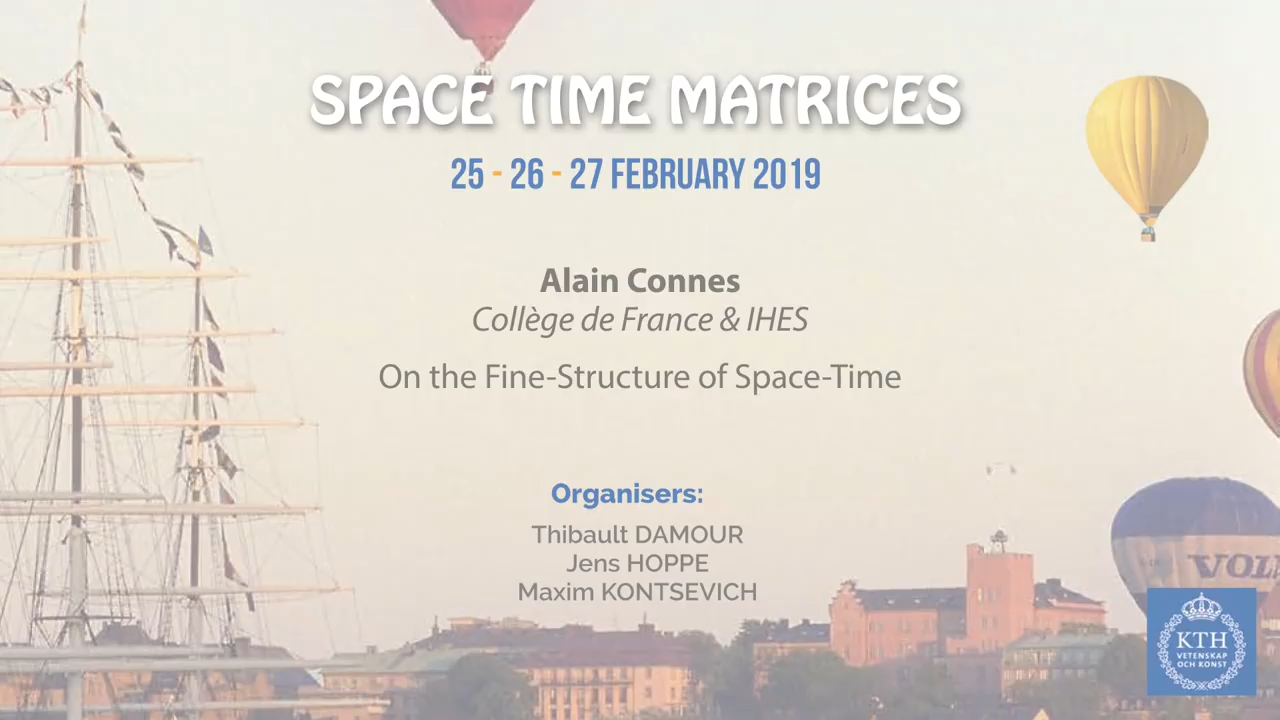 SPACE TIME MATRICES
25 - 26 - 27 FEBRUARY 2019
Alain Connes
Collège de France & IHES
On the Fine-Structure of Space-Time
Organisers:
Thibault DAMOUR
Jens HOPPE
Maxim KONTSEVICH
VOL
KTH
VETENSKAP
OCH KONST